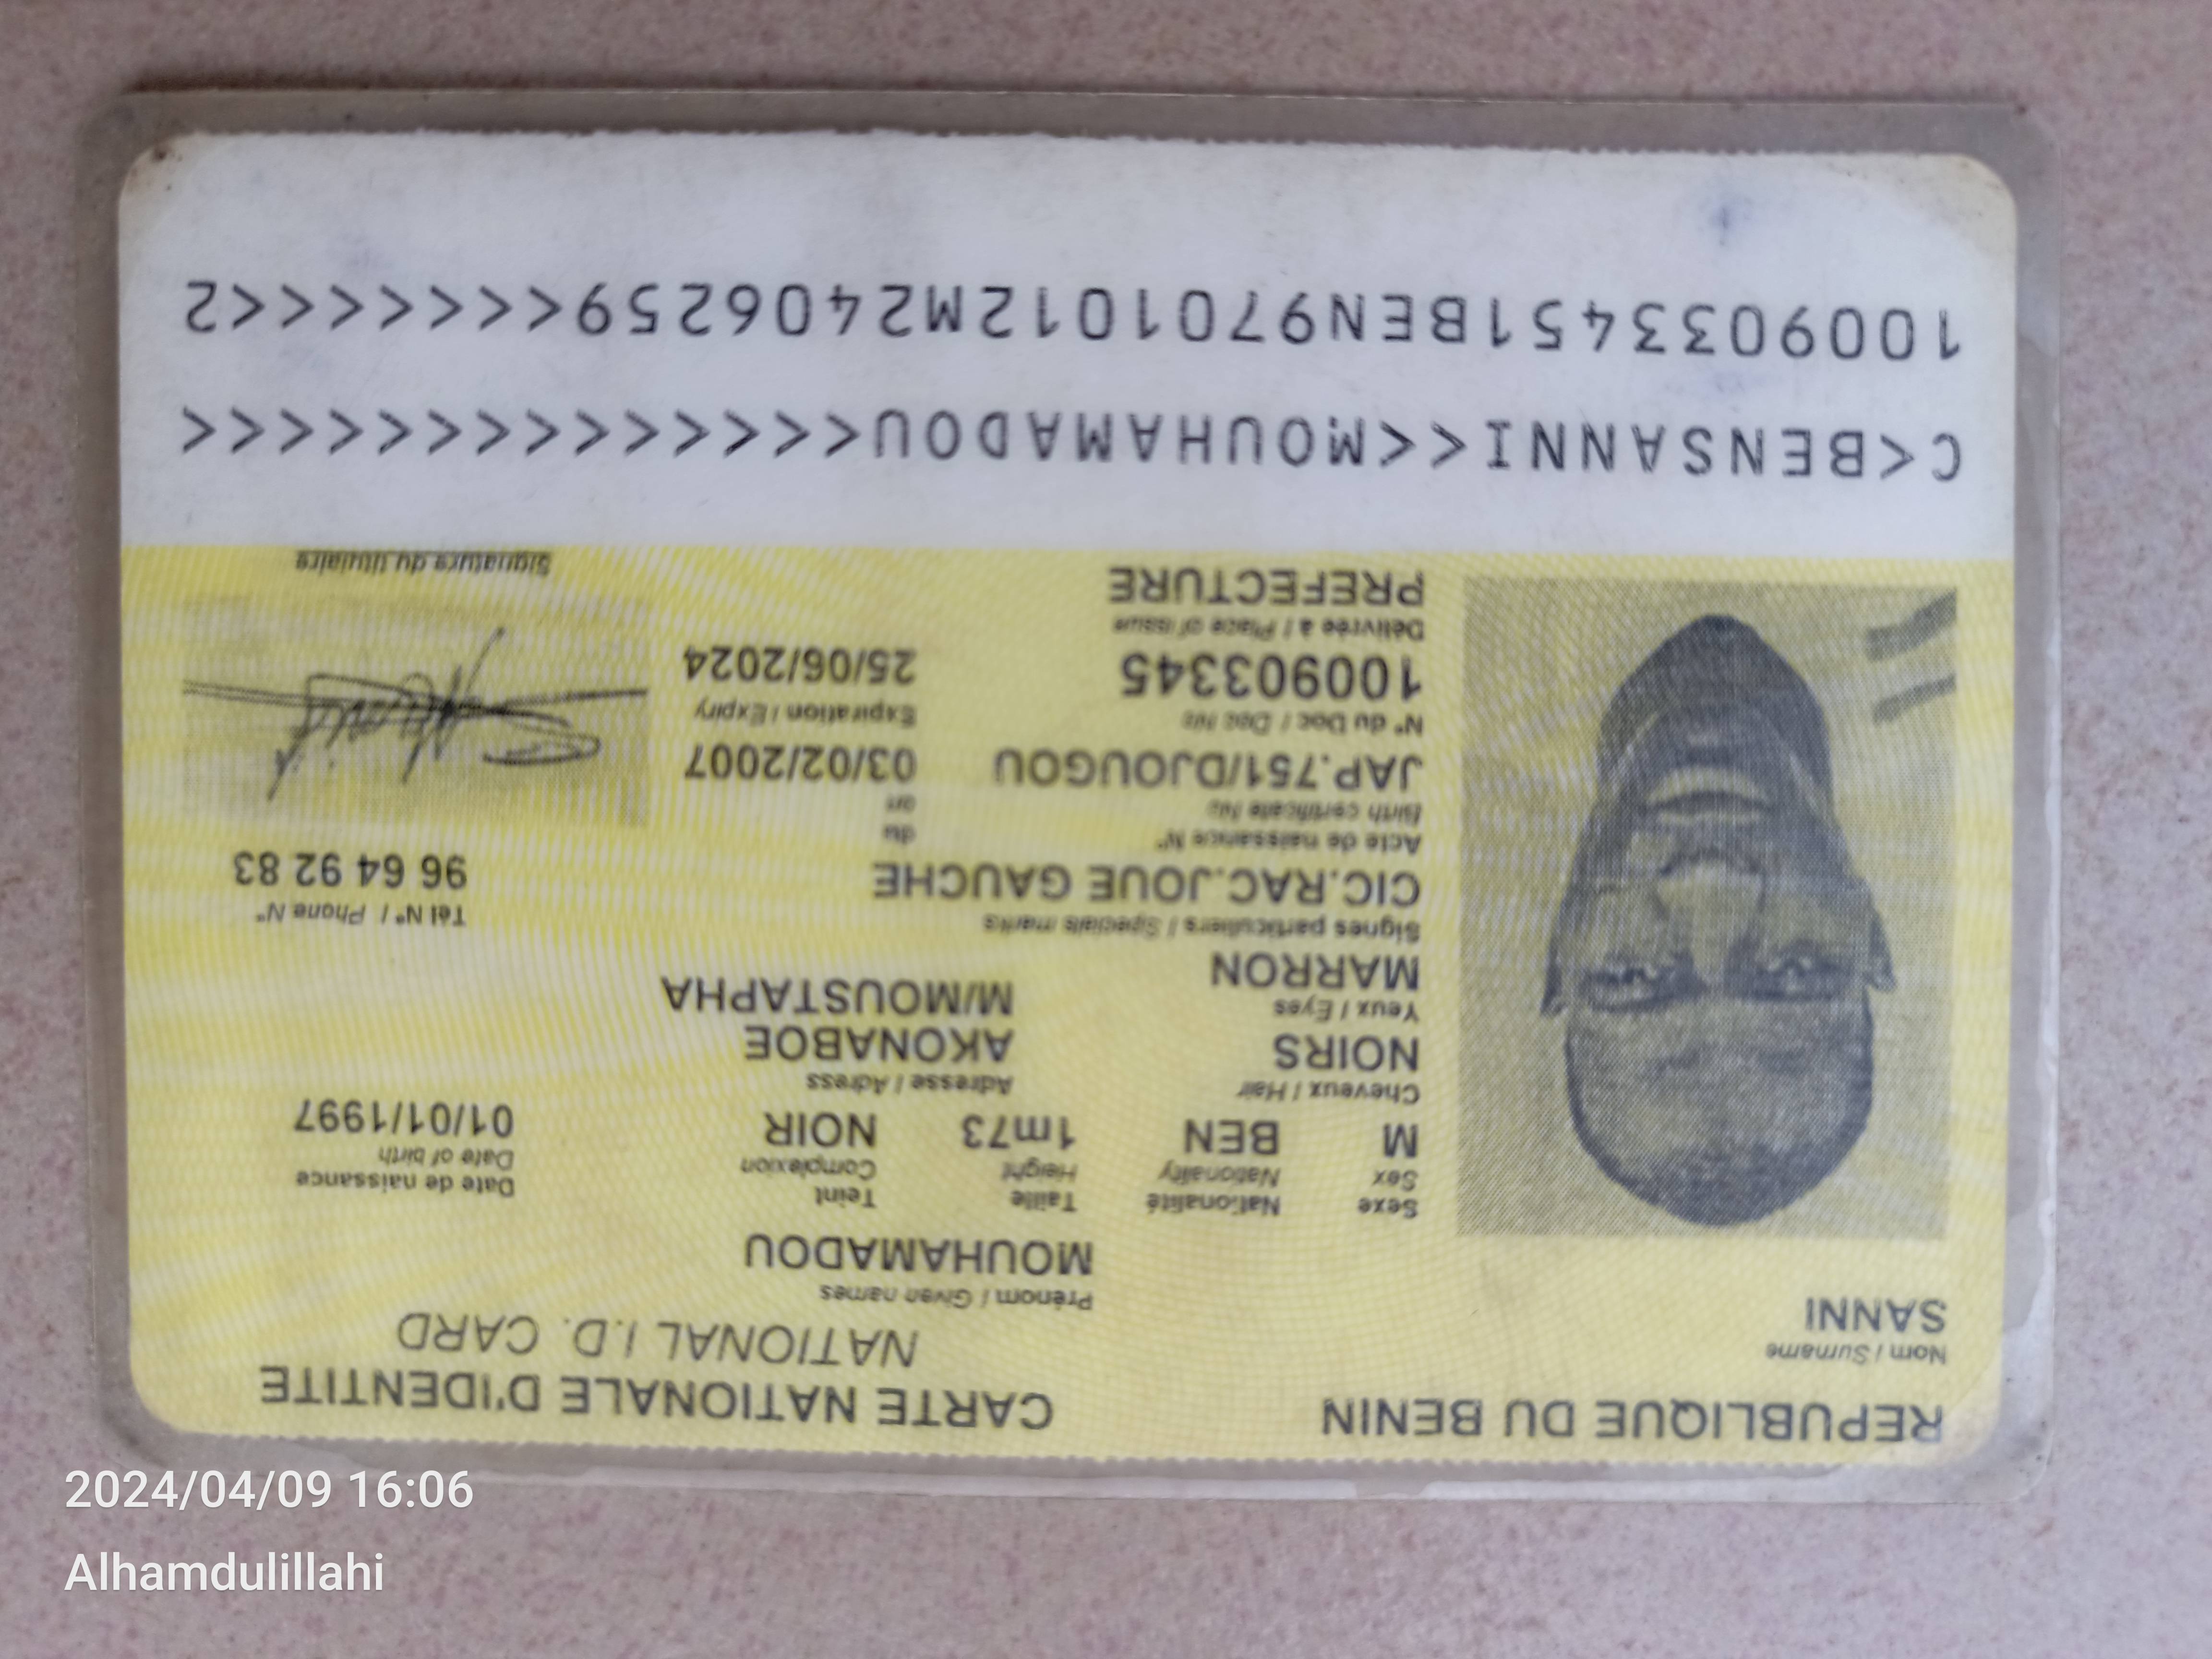 REPUBLIQUE DU BENIN
CARTE NATIONALE D'IDENTITE
NATIONAL I.D. CARD
Nom / Surname
SANNI
Prénom / Given names
MOUHAMADOU
Sexe Nationalité Taille Teint Date de naissance
Sex Nationality Height Complexion Date of birth
M BEN 1m73 NOIR 01/01/1997
Cheveux / Hair Adresse / Adress
NOIRS AKONABOE
Yeux / Eyes M/MOUSTAPHA
MARRON
Signes particuliers / Specials marks Tél N° / Phone N°
CIC.RAC.JOUE GAUCHE 96 64 92 83
Acte de naissance N° du
Birth certificate No on
JAP.751/DJOUGOU 03/02/2007
N° du Doc / Doc No Expiration / Expiry
100903345 25/06/2024
Délivrée à / Place of issue
PREFECTURE
Signature du titulaire
C<BENSANNI<<MOUHAMADOU<<<<<<<<<<<<<<
1009033451BEN9701012M2406259<<<<<<<2
2024/04/09 16:06
Alhamdulillahi